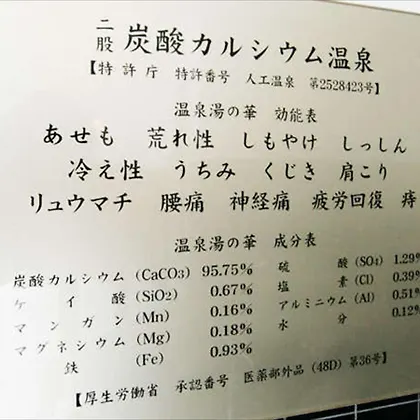 二股 炭酸カルシウム温泉
【特許庁 特許番号 人工温泉 第2528423号】
温泉湯の華 効能表
あせも 荒れ性 しもやけ しっしん
冷え性 うちみ くじき 肩こり
リュウマチ 腰痛 神経痛 疲労回復 痔
温泉湯の華 成分表
炭酸カルシウム (CaCO3) 95.75%
ケイ酸 (SiO2) 0.67%
マンガン (Mn) 0.16%
マグネシウム (Mg) 0.18%
鉄 (Fe) 0.93%
硫酸 (SO4) 1.29%
塩素 (Cl) 0.39%
アルミニウム (Al) 0.51%
水分 0.12%
【厚生労働省 承認番号 医薬部外品 (48D) 第36号】